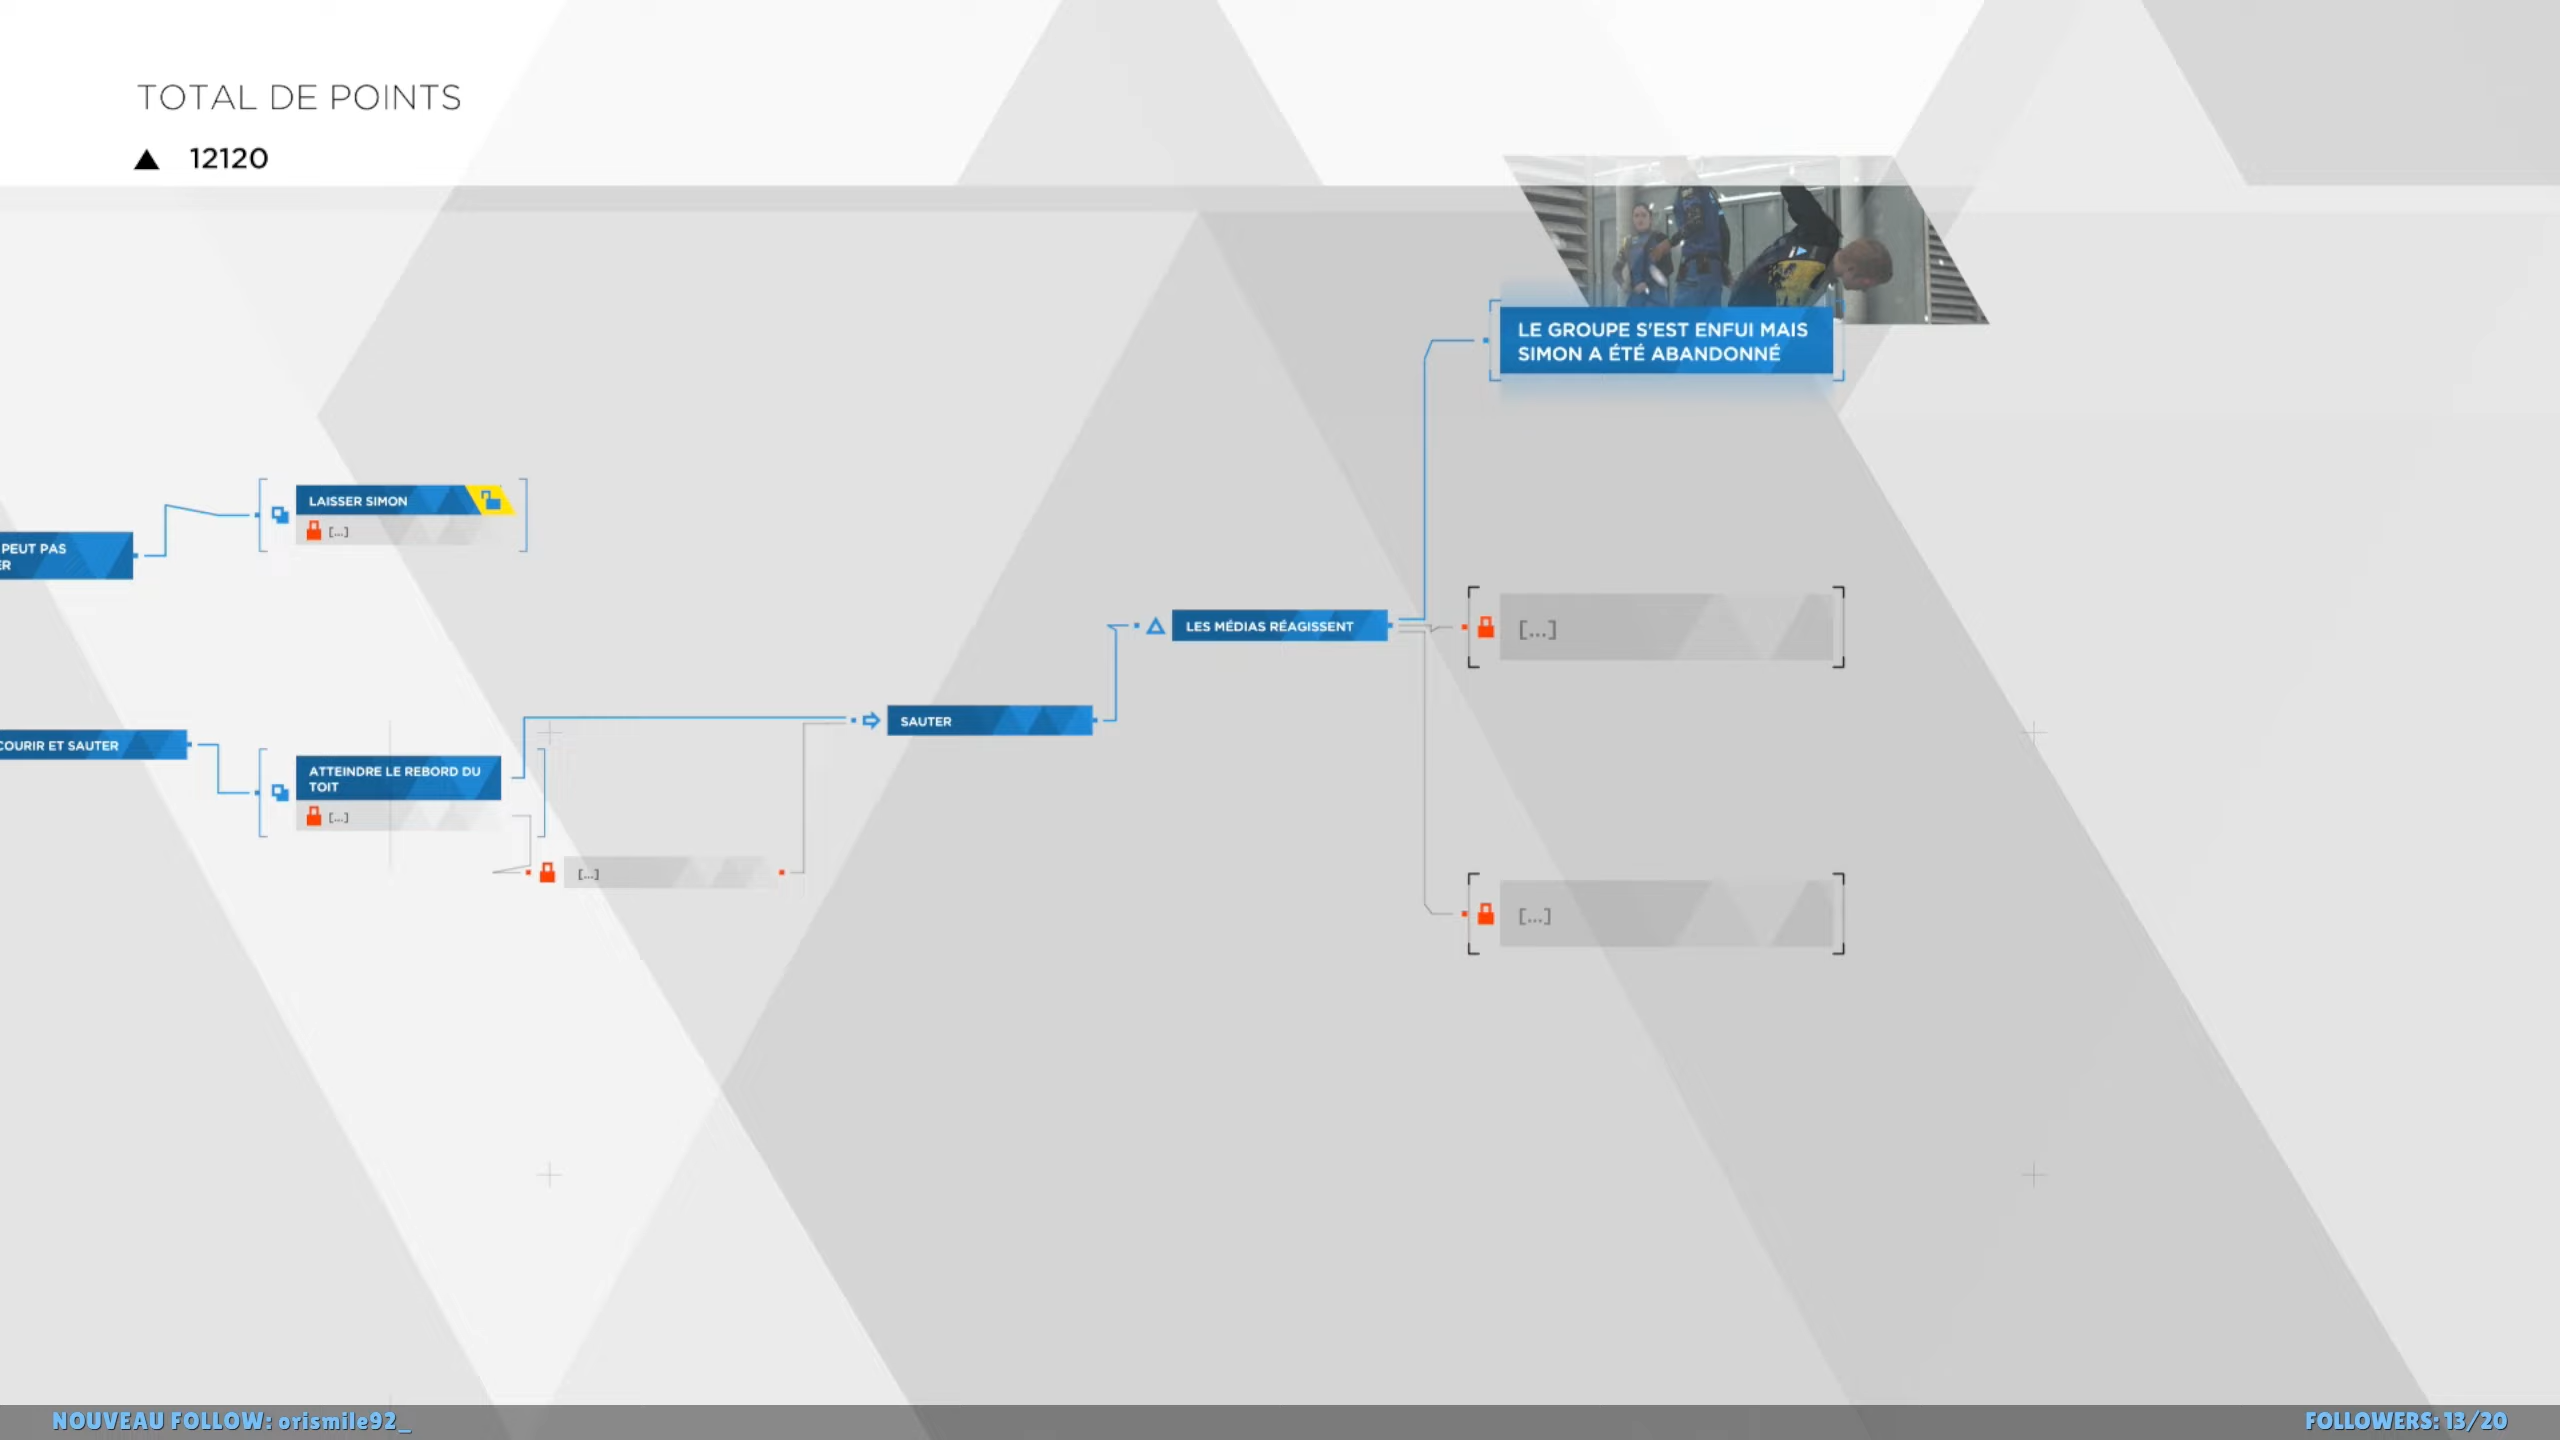 TOTAL DE POINTS
▲ 12120
LE GROUPE S'EST ENFUI MAIS
SIMON A ÉTÉ ABANDONNÉ
LAISSER SIMON
[...]
PEUT PAS
ER
LES MÉDIAS RÉAGISSENT
[...]
SAUTER
COURIR ET SAUTER
ATTEINDRE LE REBORD DU
TOIT
[...]
[...]
[...]
NOUVEAU FOLLOW: orismile92_
FOLLOWERS: 13/20